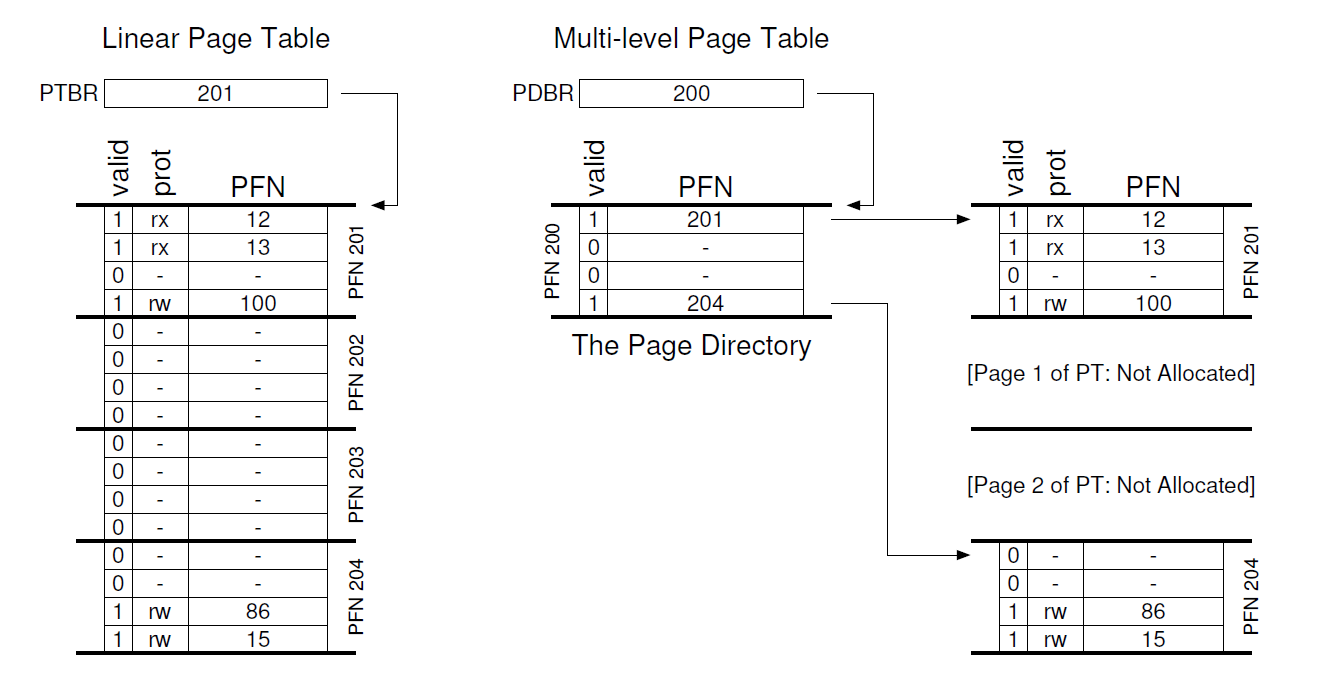 Linear Page Table
PTBR 201
valid prot PFN
1 rx 12
1 rx 13
0 - -
1 rw 100
PFN 201
0 - -
0 - -
0 - -
0 - -
PFN 202
0 - -
0 - -
0 - -
0 - -
PFN 203
0 - -
0 - -
1 rw 86
1 rw 15
PFN 204
Multi-level Page Table
PDBR 200
valid PFN
PFN 200
1 201
0 -
0 -
1 204
The Page Directory
valid prot PFN
1 rx 12
1 rx 13
0 - -
1 rw 100
PFN 201
[Page 1 of PT: Not Allocated]
[Page 2 of PT: Not Allocated]
0 - -
0 - -
1 rw 86
1 rw 15
PFN 204